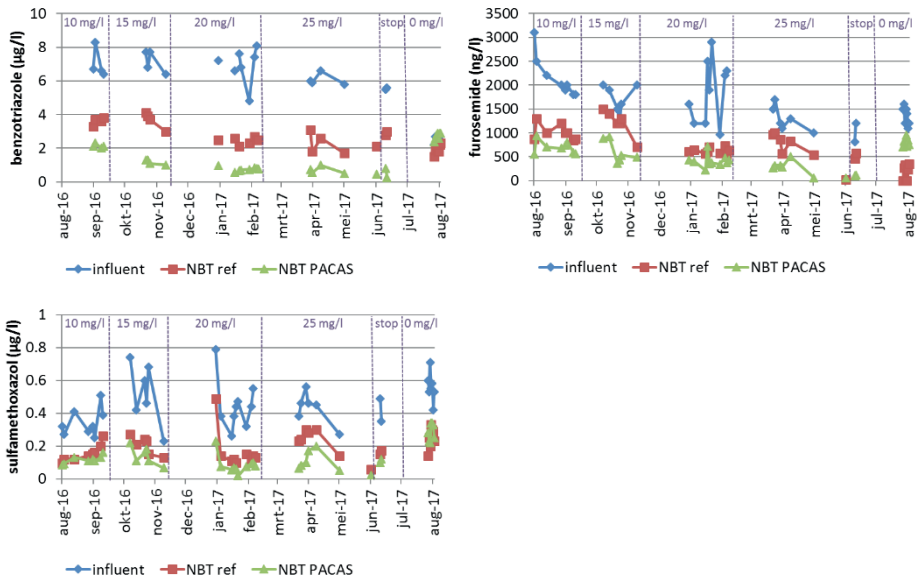 10 mg/l 15 mg/l 20 mg/l 25 mg/l stop 0 mg/l
benzotriazole (µg/l)
10
8
6
4
2
0
aug-16 sep-16 okt-16 nov-16 dec-16 jan-17 feb-17 mrt-17 apr-17 mei-17 jun-17 jul-17 aug-17
influent NBT ref NBT PACAS
10 mg/l 15 mg/l 20 mg/l 25 mg/l stop 0 mg/l
furosemide (ng/l)
3500
3000
2500
2000
1500
1000
500
0
aug-16 sep-16 okt-16 nov-16 dec-16 jan-17 feb-17 mrt-17 apr-17 mei-17 jun-17 jul-17 aug-17
influent NBT ref NBT PACAS
10 mg/l 15 mg/l 20 mg/l 25 mg/l stop 0 mg/l
sulfamethoxazol (µg/l)
1
0.8
0.6
0.4
0.2
0
aug-16 sep-16 okt-16 nov-16 dec-16 jan-17 feb-17 mrt-17 apr-17 mei-17 jun-17 jul-17 aug-17
influent NBT ref NBT PACAS